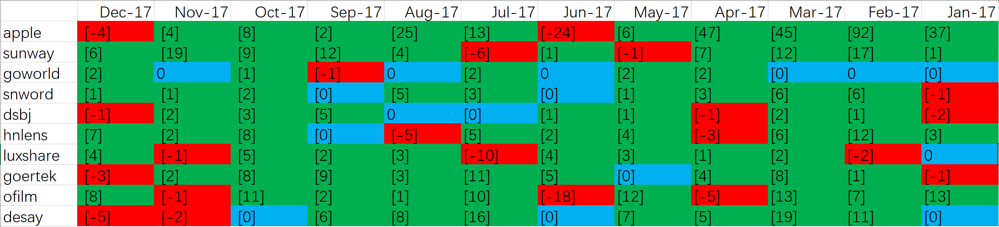 Dec-17 Nov-17 Oct-17 Sep-17 Aug-17 Jul-17 Jun-17 May-17 Apr-17 Mar-17 Feb-17 Jan-17
apple [-4] [4] [8] [2] [25] [13] [-24] [6] [47] [45] [92] [37]
sunway [6] [19] [9] [12] [4] [-6] [1] [-1] [7] [12] [17] [1]
goworld [2] 0 [1] [-1] 0 [2] 0 [2] [2] [0] 0 [0]
snword [1] [1] [2] [0] [5] [3] [0] [1] [3] [6] [6] [-1]
dsbj [-1] [2] [3] [5] 0 [0] [1] [1] [-1] [2] [1] [-2]
hnlens [7] [2] [8] [0] [-5] [5] [2] [4] [-3] [6] [12] [3]
luxshare [4] [-1] [5] [2] [3] [-10] [4] [3] [1] [2] [-2] 0
goertek [-3] [2] [8] [9] [3] [11] [5] [0] [4] [8] [1] [-1]
ofilm [8] [-1] [11] [2] [1] [10] [-18] [12] [-5] [13] [7] [13]
desay [-5] [-2] [0] [6] [8] [16] [0] [7] [5] [19] [11] [0]